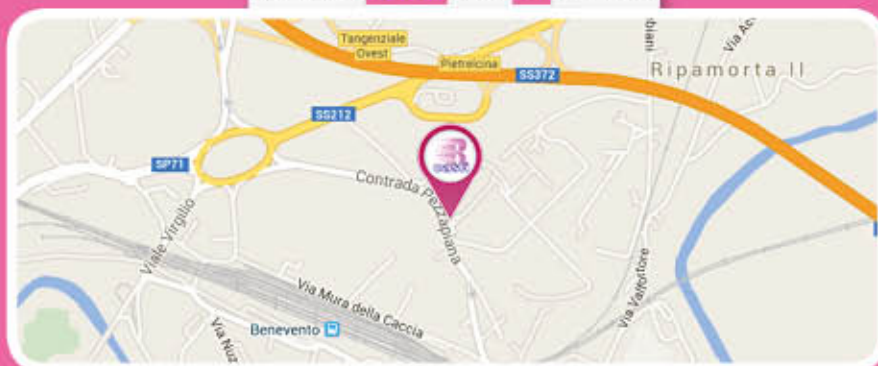 Tangenziale
Ovest
Pietrelcina
SS372
Ripamorta II
SS212
SP71
Contrada Pezzapiana
Viale Virgilio
Via Mura della Caccia
Benevento
Via Valfortore